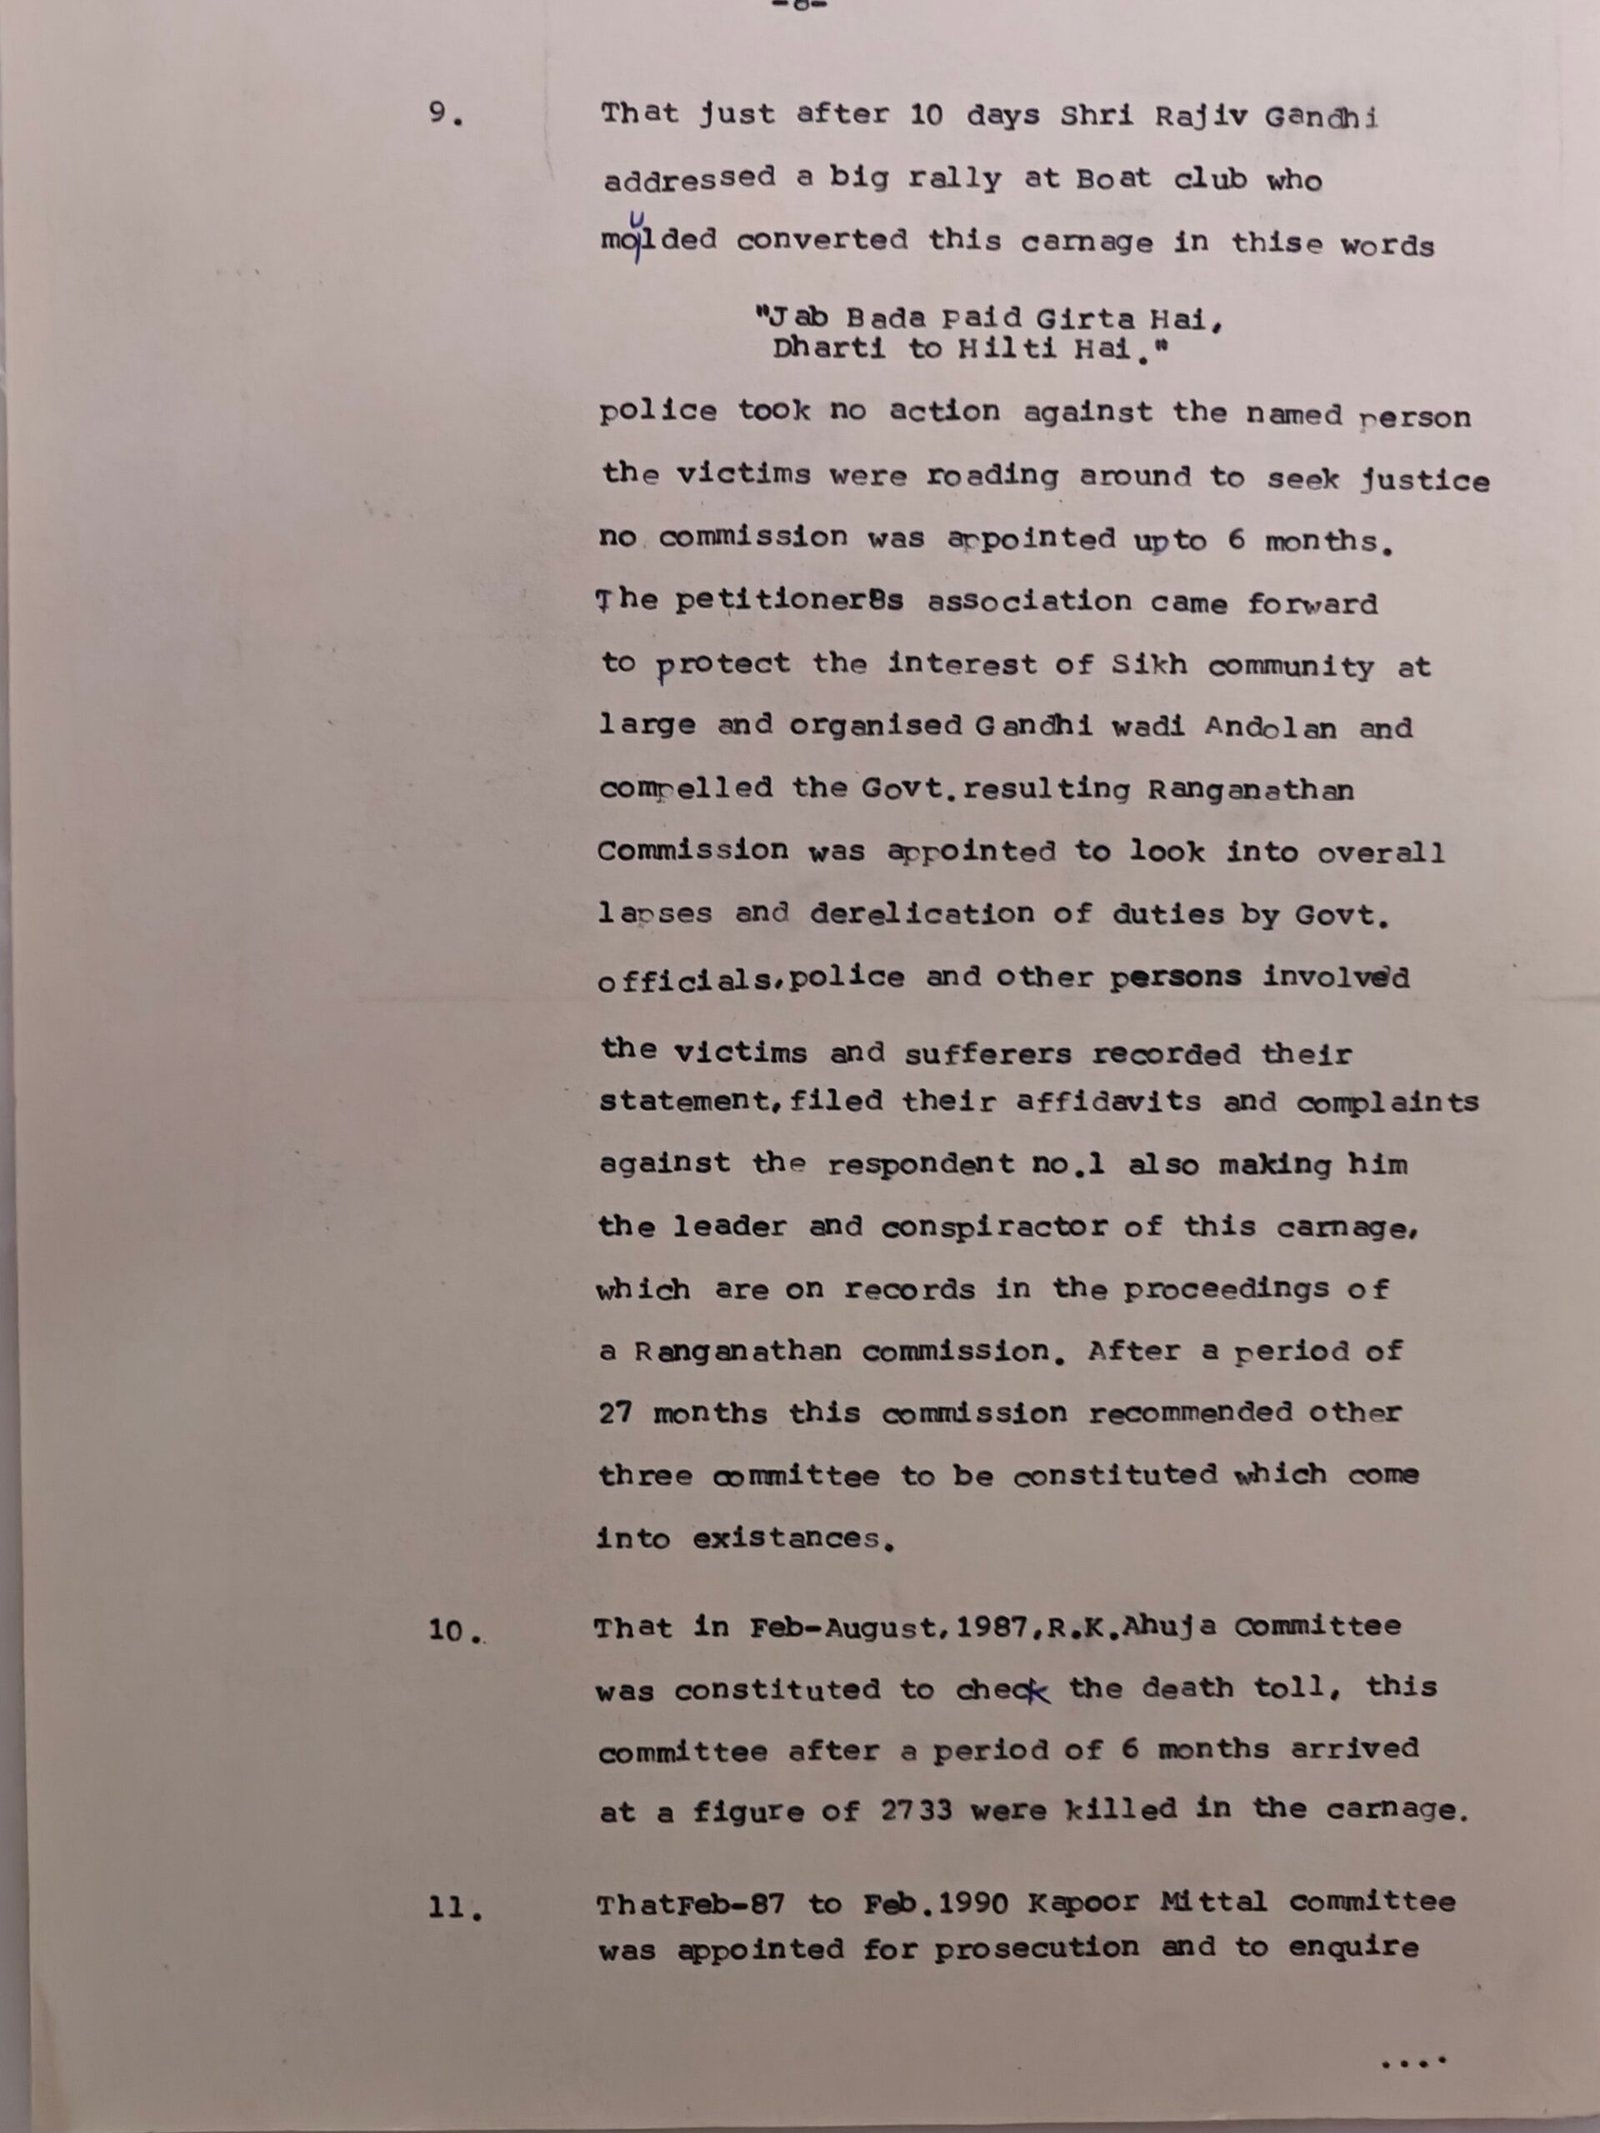 -8-
9. That just after 10 days Shri Rajiv Gandhi
addressed a big rally at Boat club who
moulded converted this carnage in thise words
"Jab Bada paid Girta Hai,
Dharti to Hilti Hai."
police took no action against the named person
the victims were roading around to seek justice
no commission was appointed upto 6 months.
The petitioner8s association came forward
to protect the interest of Sikh community at
large and organised Gandhi wadi Andolan and
compelled the Govt.resulting Ranganathan
Commission was appointed to look into overall
lapses and derelication of duties by Govt.
officials,police and other persons involved
the victims and sufferers recorded their
statement,filed their affidavits and complaints
against the respondent no.1 also making him
the leader and conspiractor of this carnage,
which are on records in the proceedings of
a Ranganathan commission. After a period of
27 months this commission recommended other
three committee to be constituted which come
into existances.
10. That in Feb-August,1987,R.K.Ahuja Committee
was constituted to check the death toll, this
committee after a period of 6 months arrived
at a figure of 2733 were killed in the carnage.
11. ThatFeb-87 to Feb.1990 Kapoor Mittal committee
was appointed for prosecution and to enquire
....